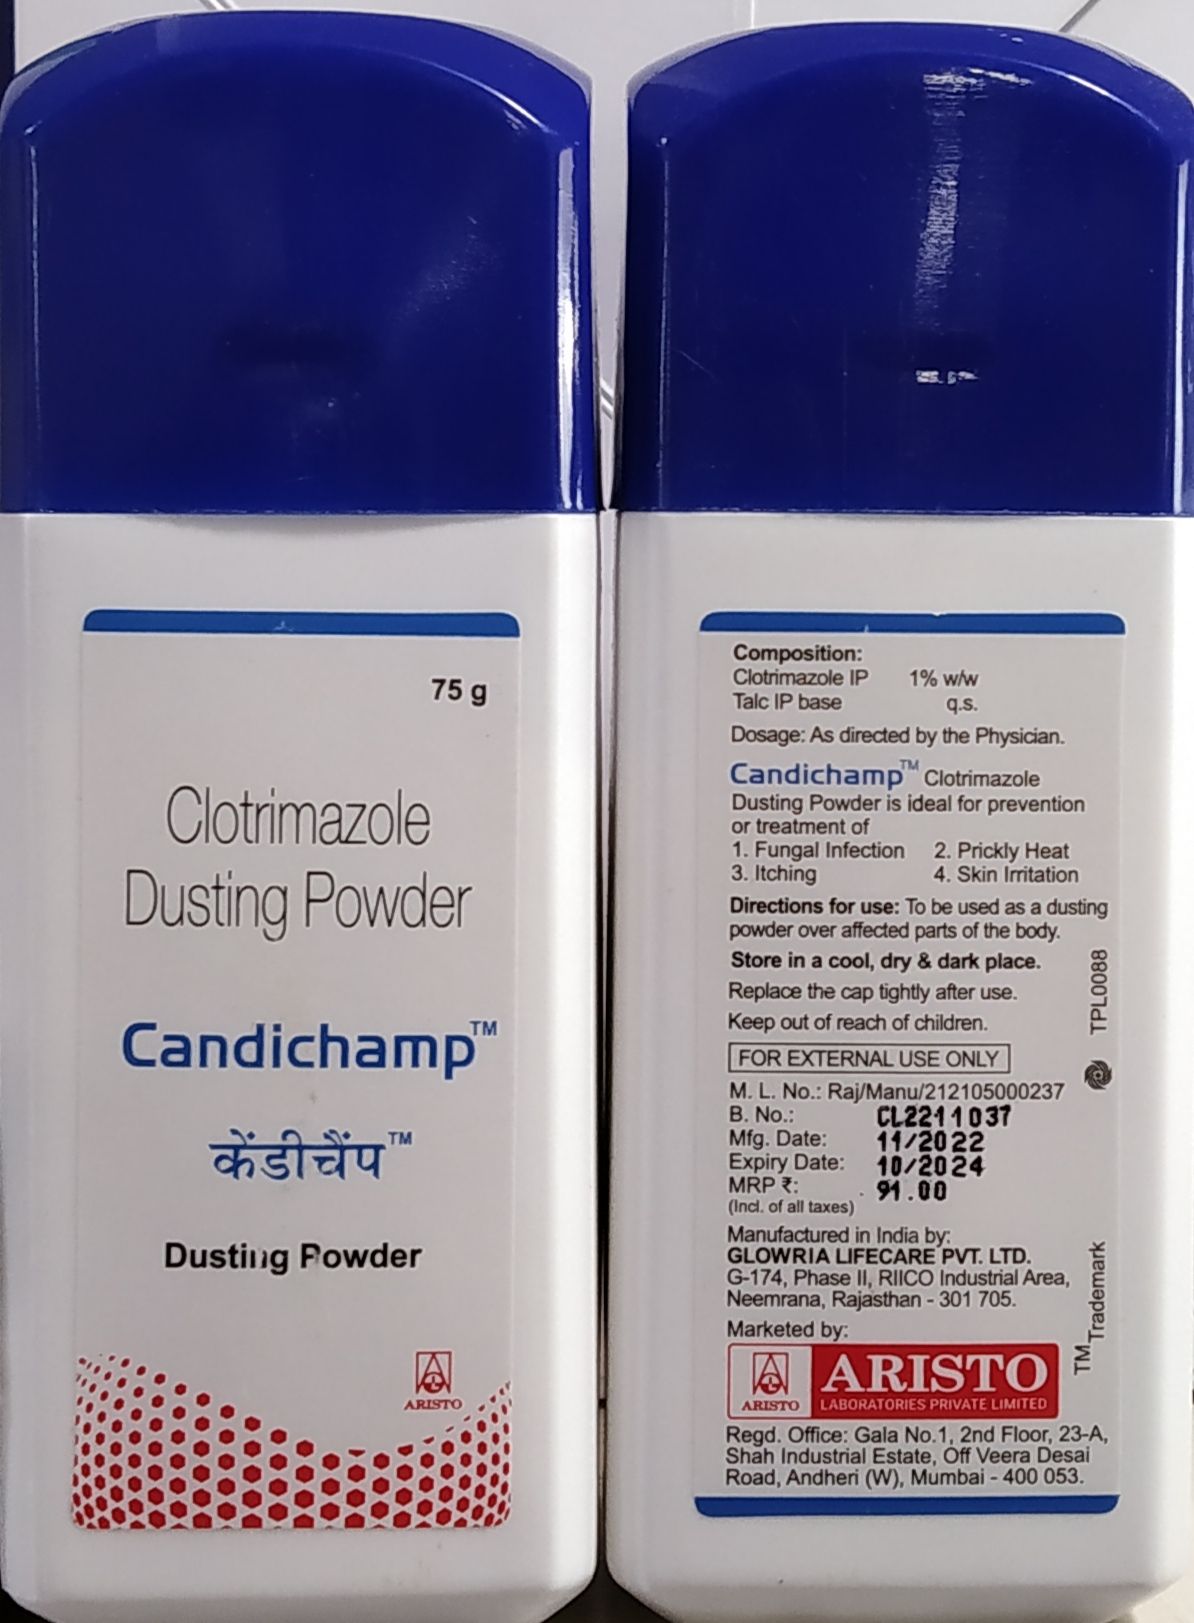 75 g
Clotrimazole
Dusting Powder
Candichamp™
केंडीचैंप™
Dusting Powder
ARISTO
Composition:
Clotrimazole IP 1% w/w
Talc IP base q.s.
Dosage: As directed by the Physician.
Candichamp™ Clotrimazole
Dusting Powder is ideal for prevention
or treatment of
1. Fungal Infection 2. Prickly Heat
3. Itching 4. Skin Irritation
Directions for use: To be used as a dusting
powder over affected parts of the body.
Store in a cool, dry & dark place.
Replace the cap tightly after use.
Keep out of reach of children.
FOR EXTERNAL USE ONLY
TPL0088
M. L. No.: Raj/Manu/212105000237
B. No.: CL2211037
Mfg. Date: 11/2022
Expiry Date: 10/2024
MRP ₹: 91.00
(Incl. of all taxes)
Manufactured in India by:
GLOWRIA LIFECARE PVT. LTD.
G-174, Phase II, RIICO Industrial Area,
Neemrana, Rajasthan - 301 705.
Marketed by:
TM Trademark
ARISTO
ARISTO
LABORATORIES PRIVATE LIMITED
Regd. Office: Gala No.1, 2nd Floor, 23-A,
Shah Industrial Estate, Off Veera Desai
Road, Andheri (W), Mumbai - 400 053.